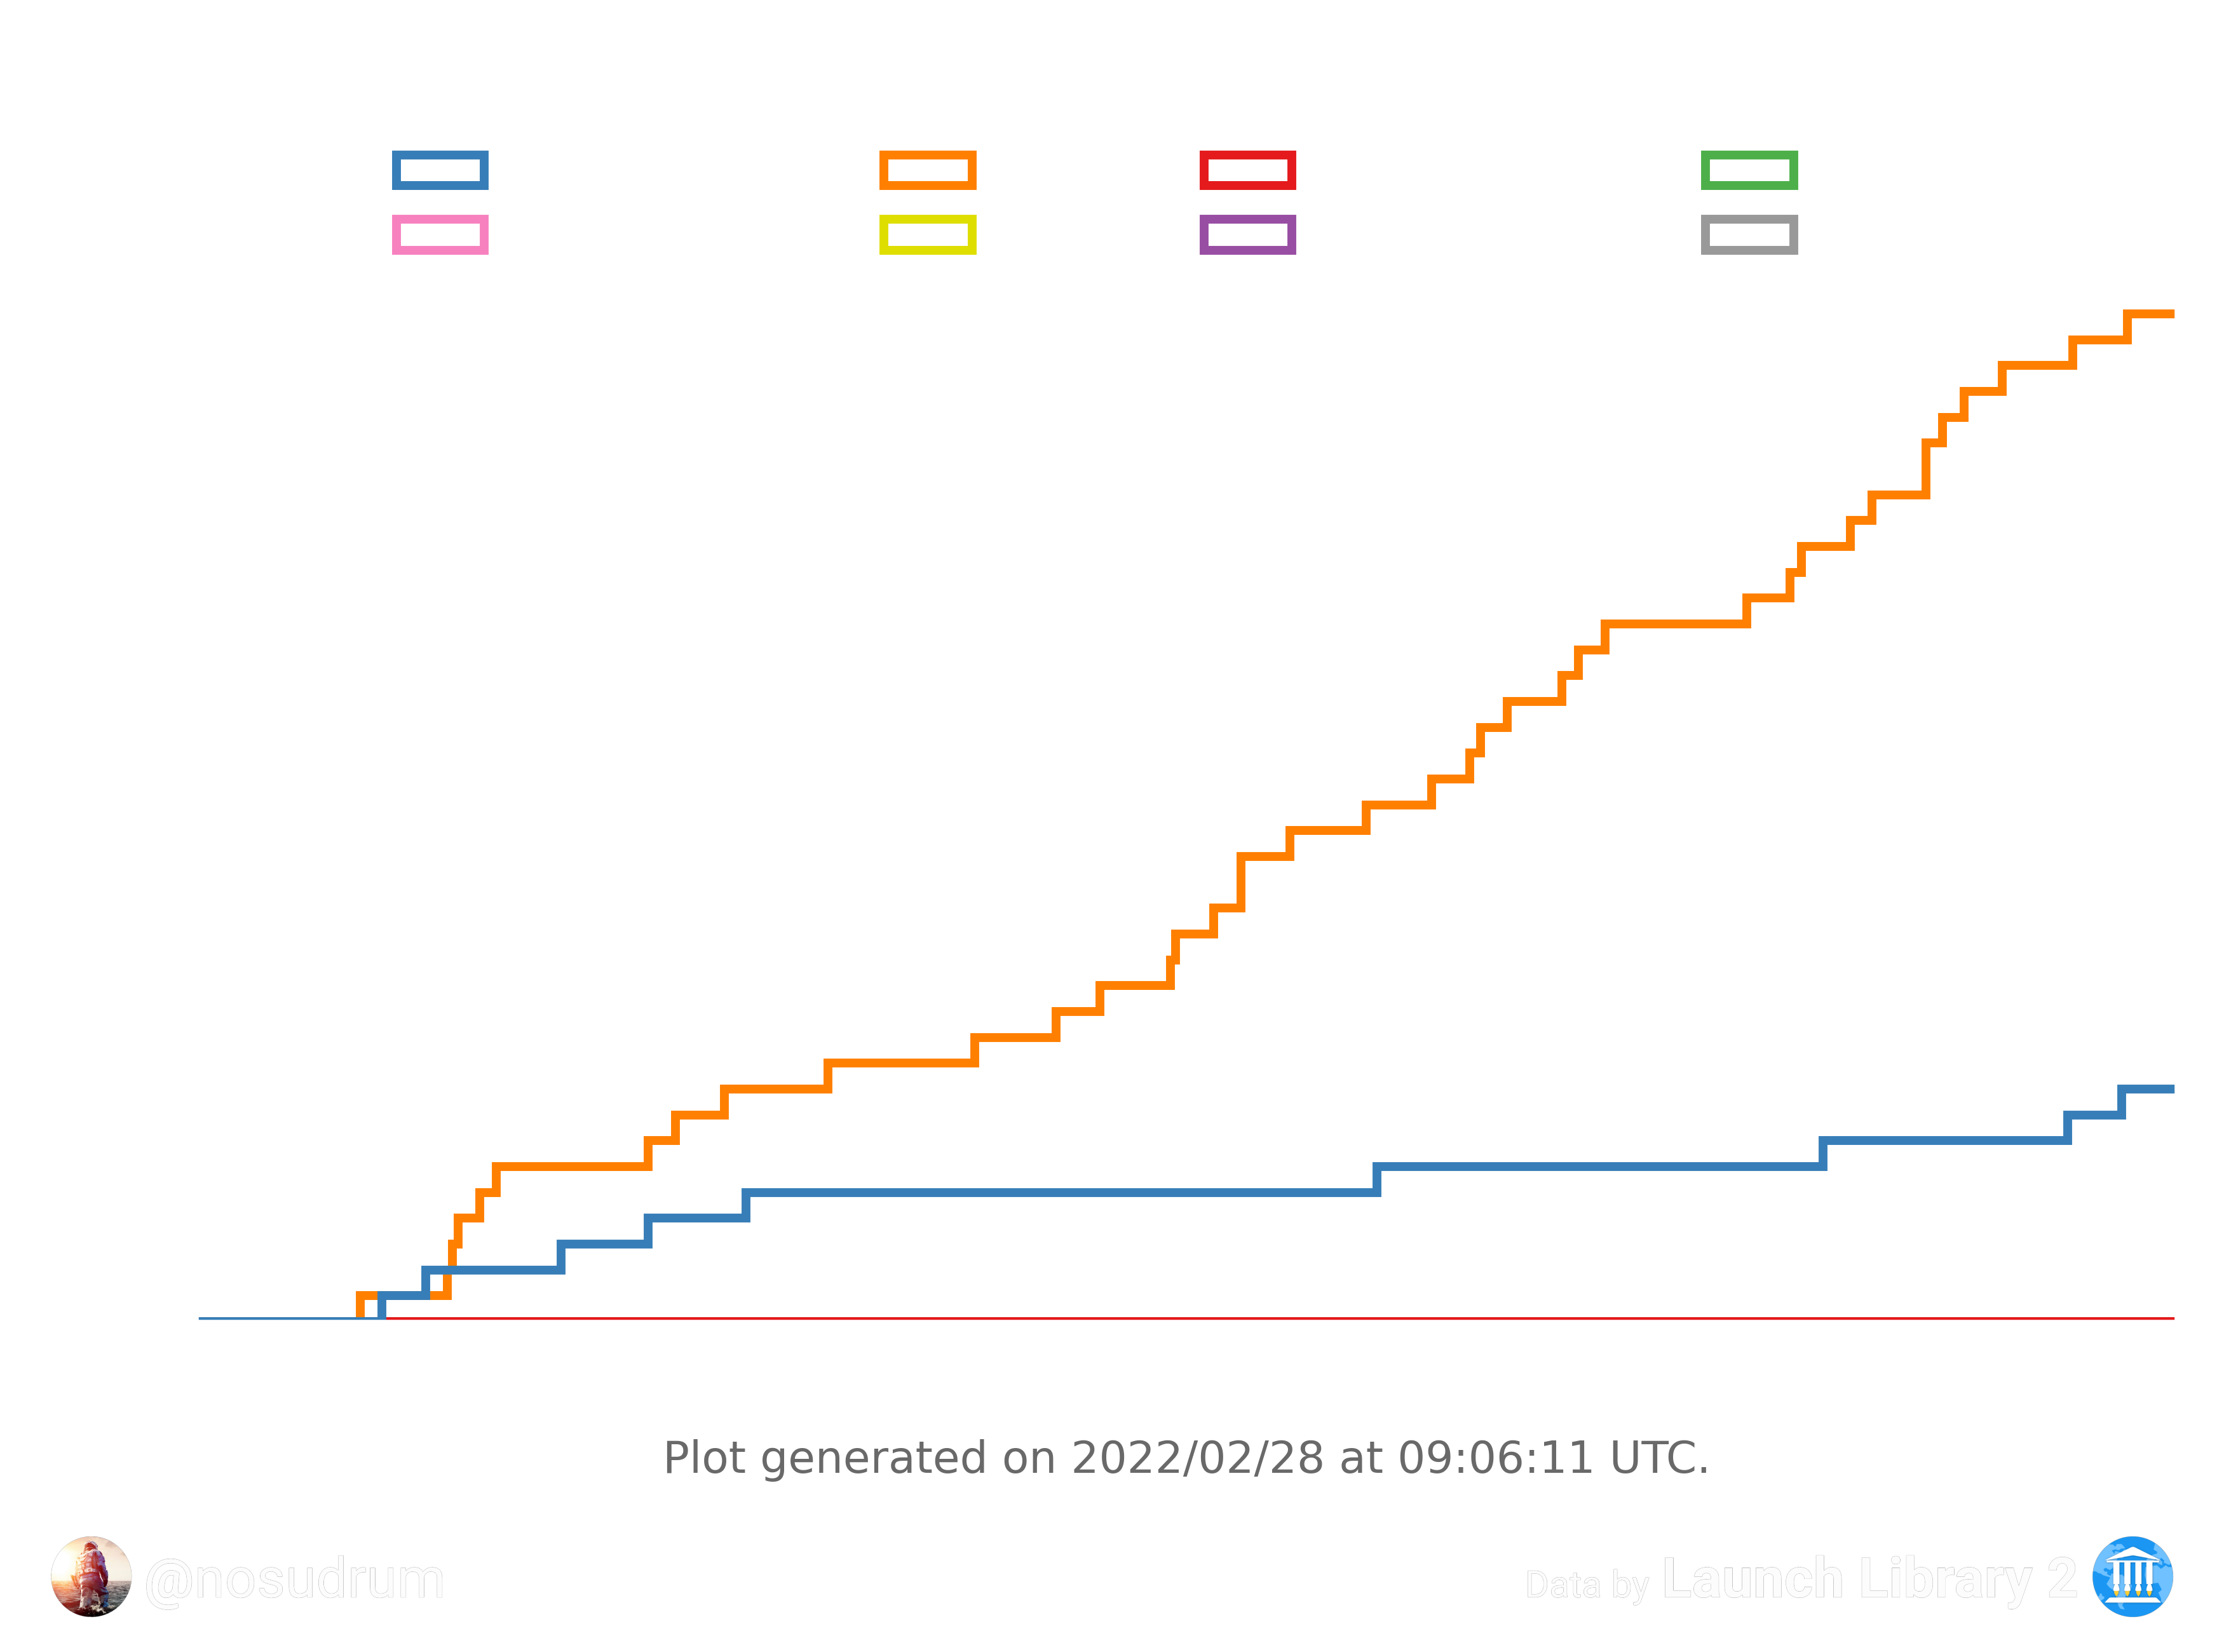 Plot generated on 2022/02/28 at 09:06:11 UTC.
@nosudrum
Data by Launch Library 2